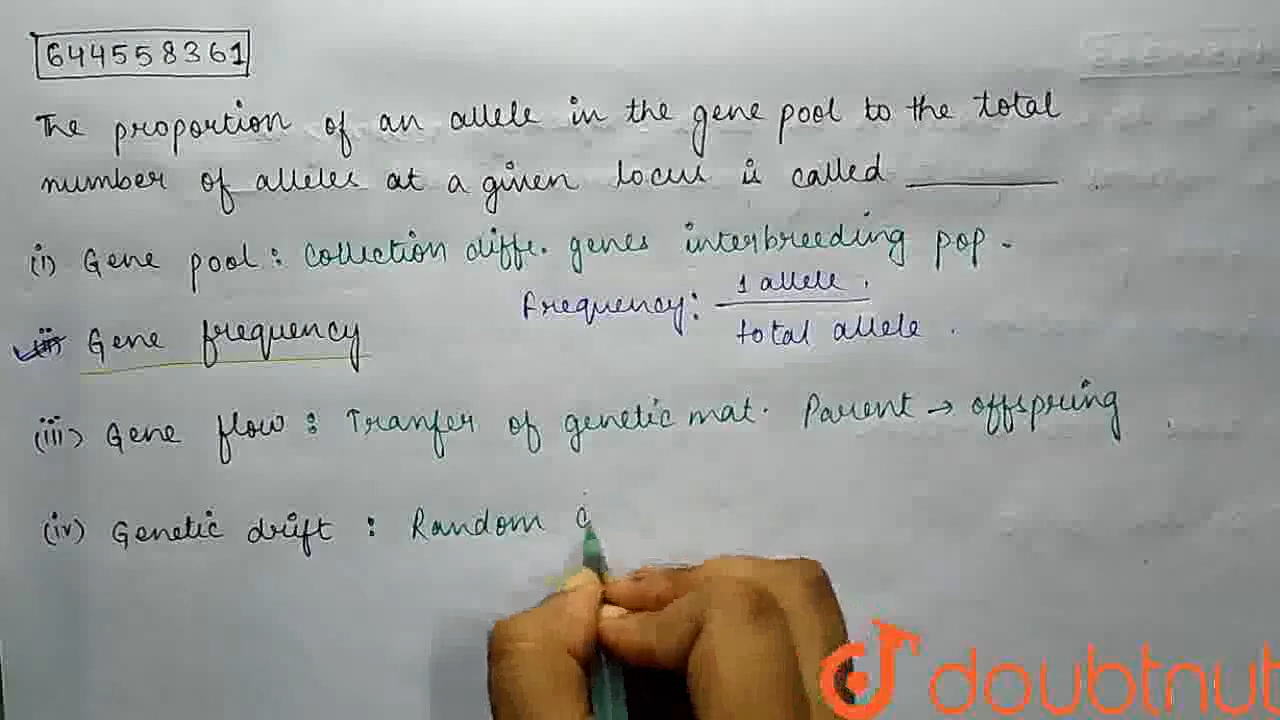 644558361
The proportion of an allele in the gene pool to the total
number of alleles at a given locus is called ________ .
(i) Gene pool : Collection diffe. genes interbreeding pop.
Frequency: 1 allele .
total allele .
(ii) Gene frequency
(iii) Gene flow : Tranfer of genetic mat. Parent → offspring
(iv) Genetic drift : Random
doubtnut